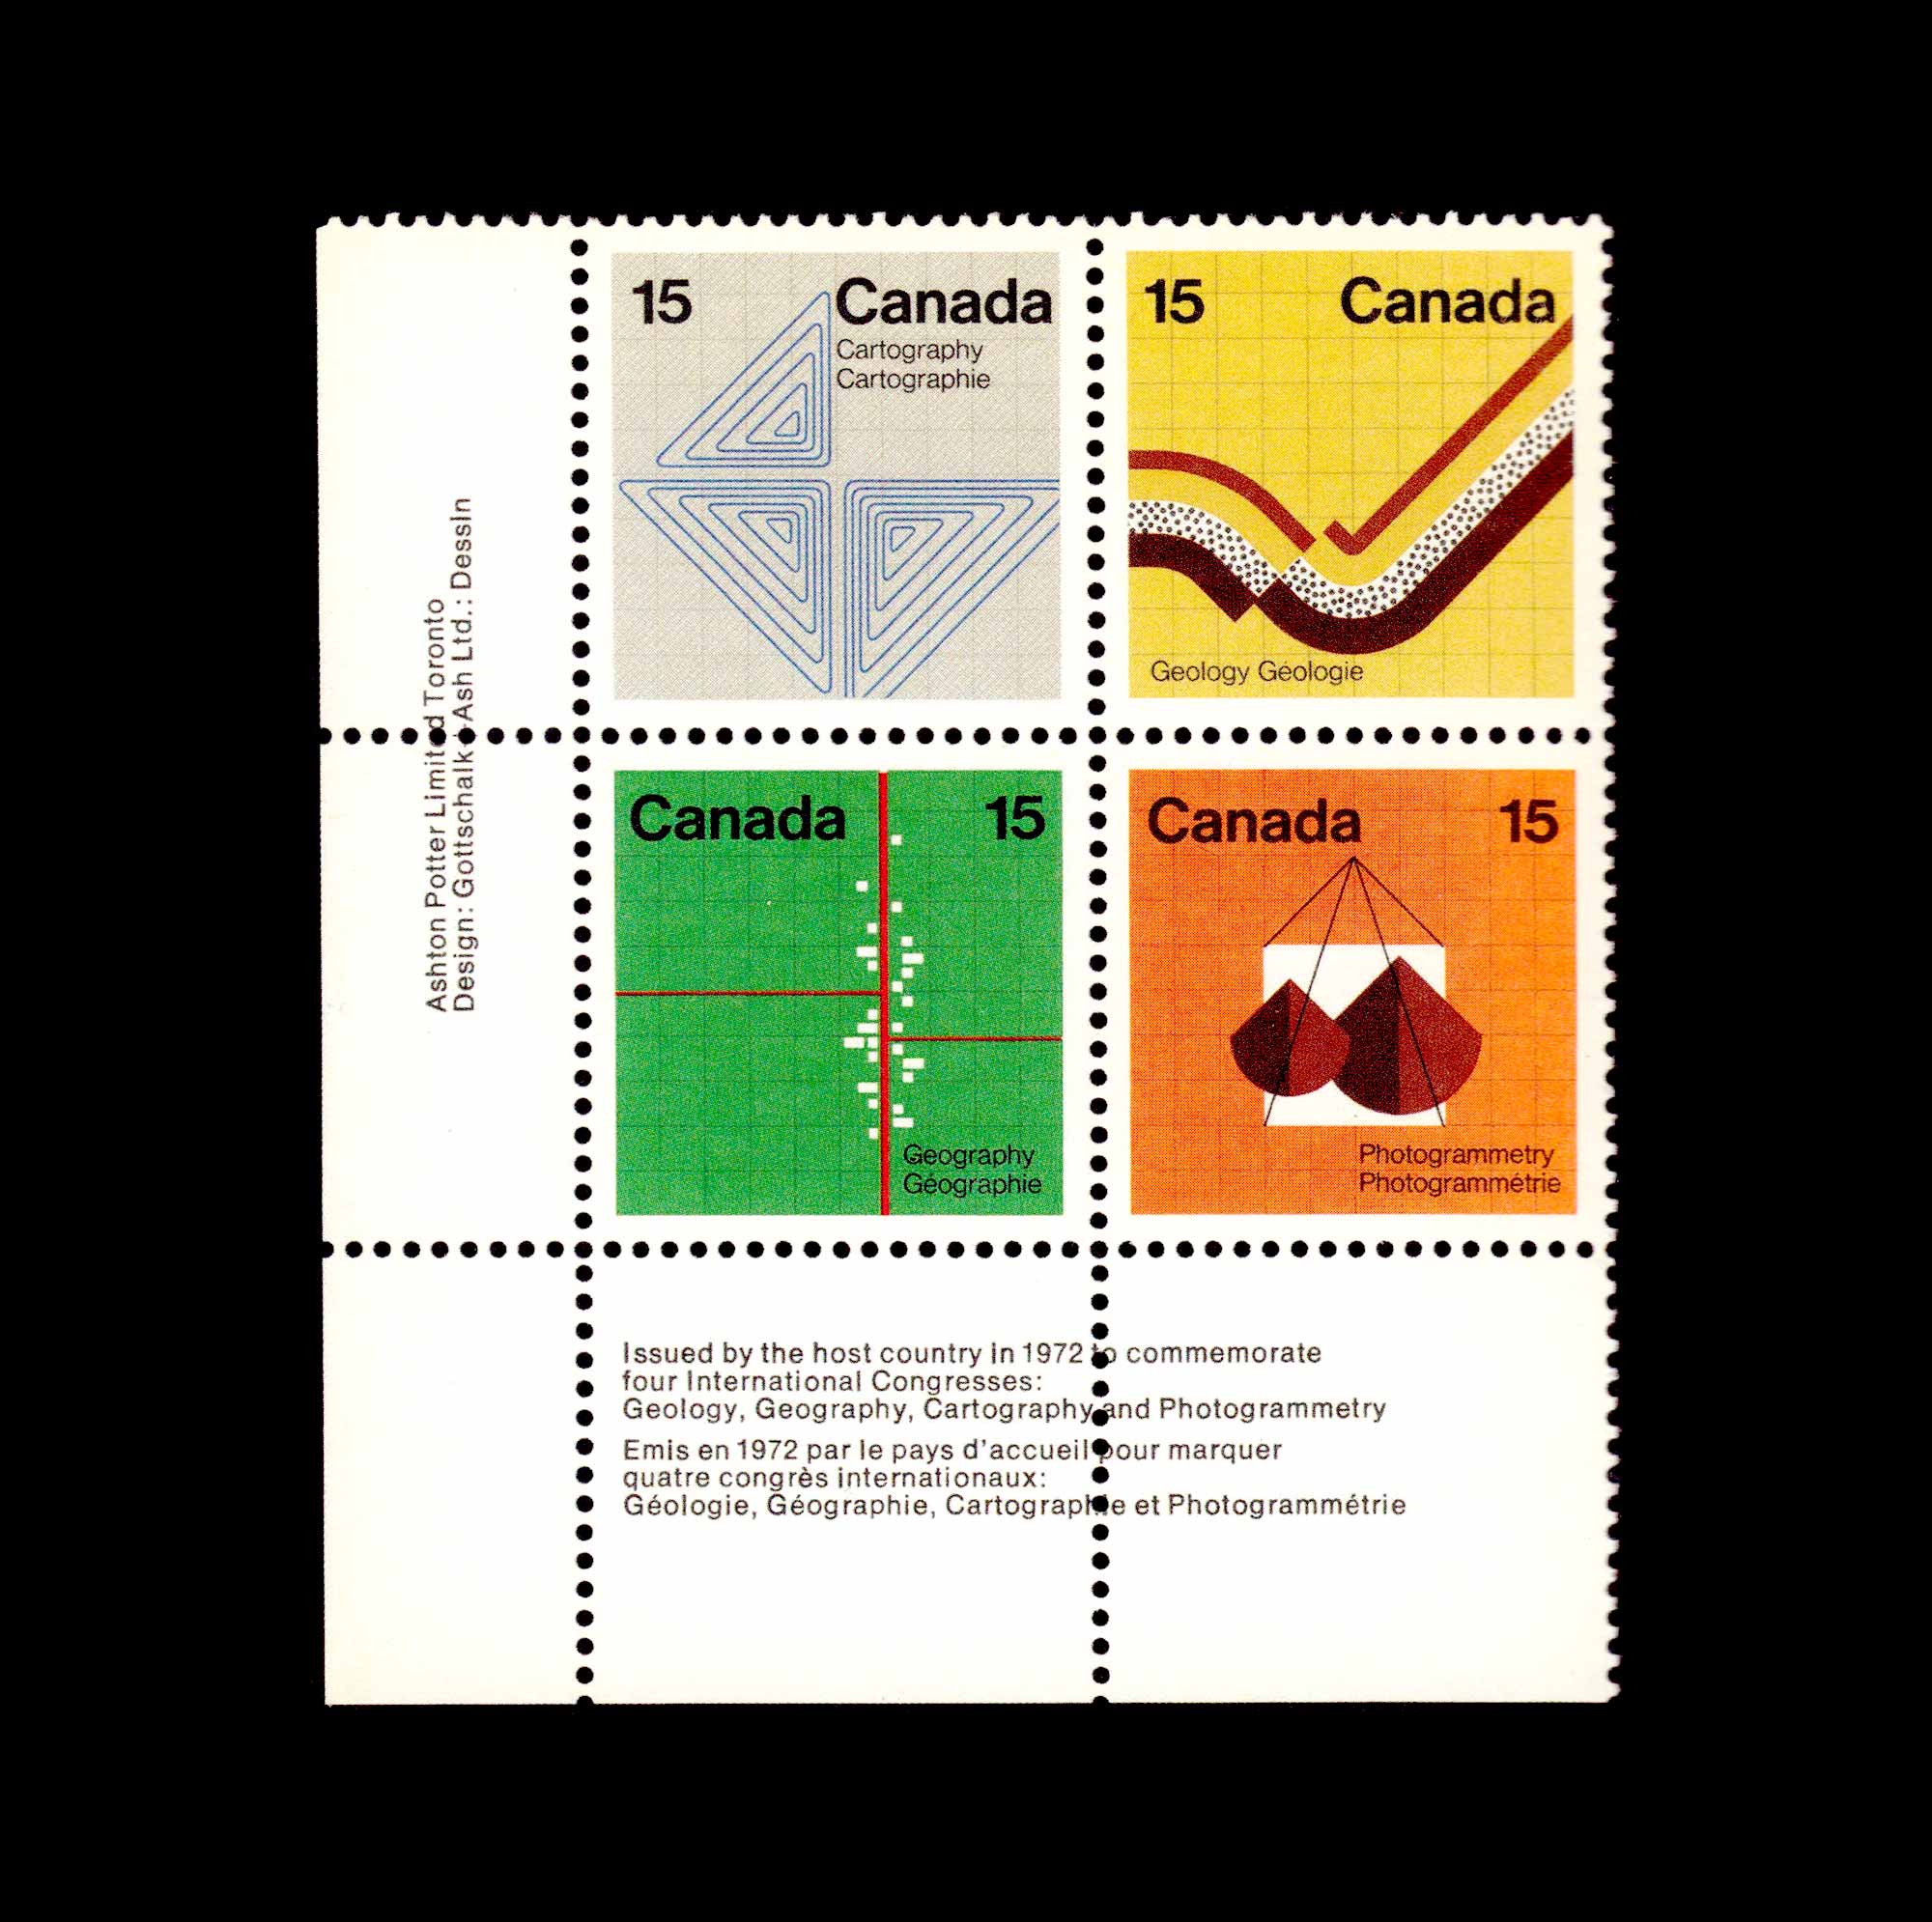 15 Canada
Cartography
Cartographie
15 Canada
Geology Géologie
Canada 15
Geography
Géographie
Canada 15
Photogrammetry
Photogrammétrie
Ashton Potter Limited Toronto
Design: Gottschalk+Ash Ltd.: Dessin
Issued by the host country in 1972 to commemorate
four International Congresses:
Geology, Geography, Cartography and Photogrammetry
Emis en 1972 par le pays d'accueil pour marquer
quatre congrès internationaux:
Géologie, Géographie, Cartographie et Photogrammétrie